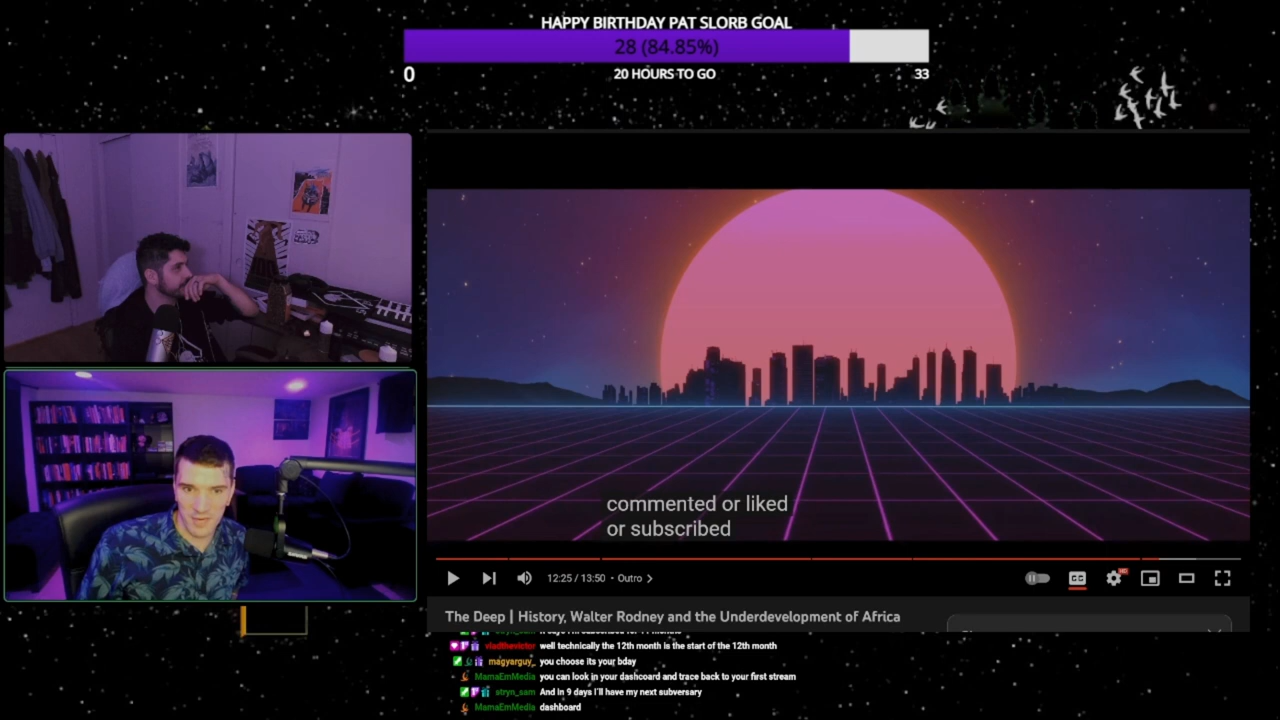 HAPPY BIRTHDAY PAT SLORB GOAL
28 (84.85%)
0
20 HOURS TO GO
33
commented or liked
or subscribed
12:25 / 13:50 • Outro
The Deep | History, Walter Rodney and the Underdevelopment of Africa
vladthevictor well technically the 12th month is the start of the 12th month
magyarguy_ you choose its your bday
MamaEmMedia you can look in your dashcoard and trace back to your first stream
stryn_sam And in 9 days I'll have my next subversary
MamaEmMedia dashboard